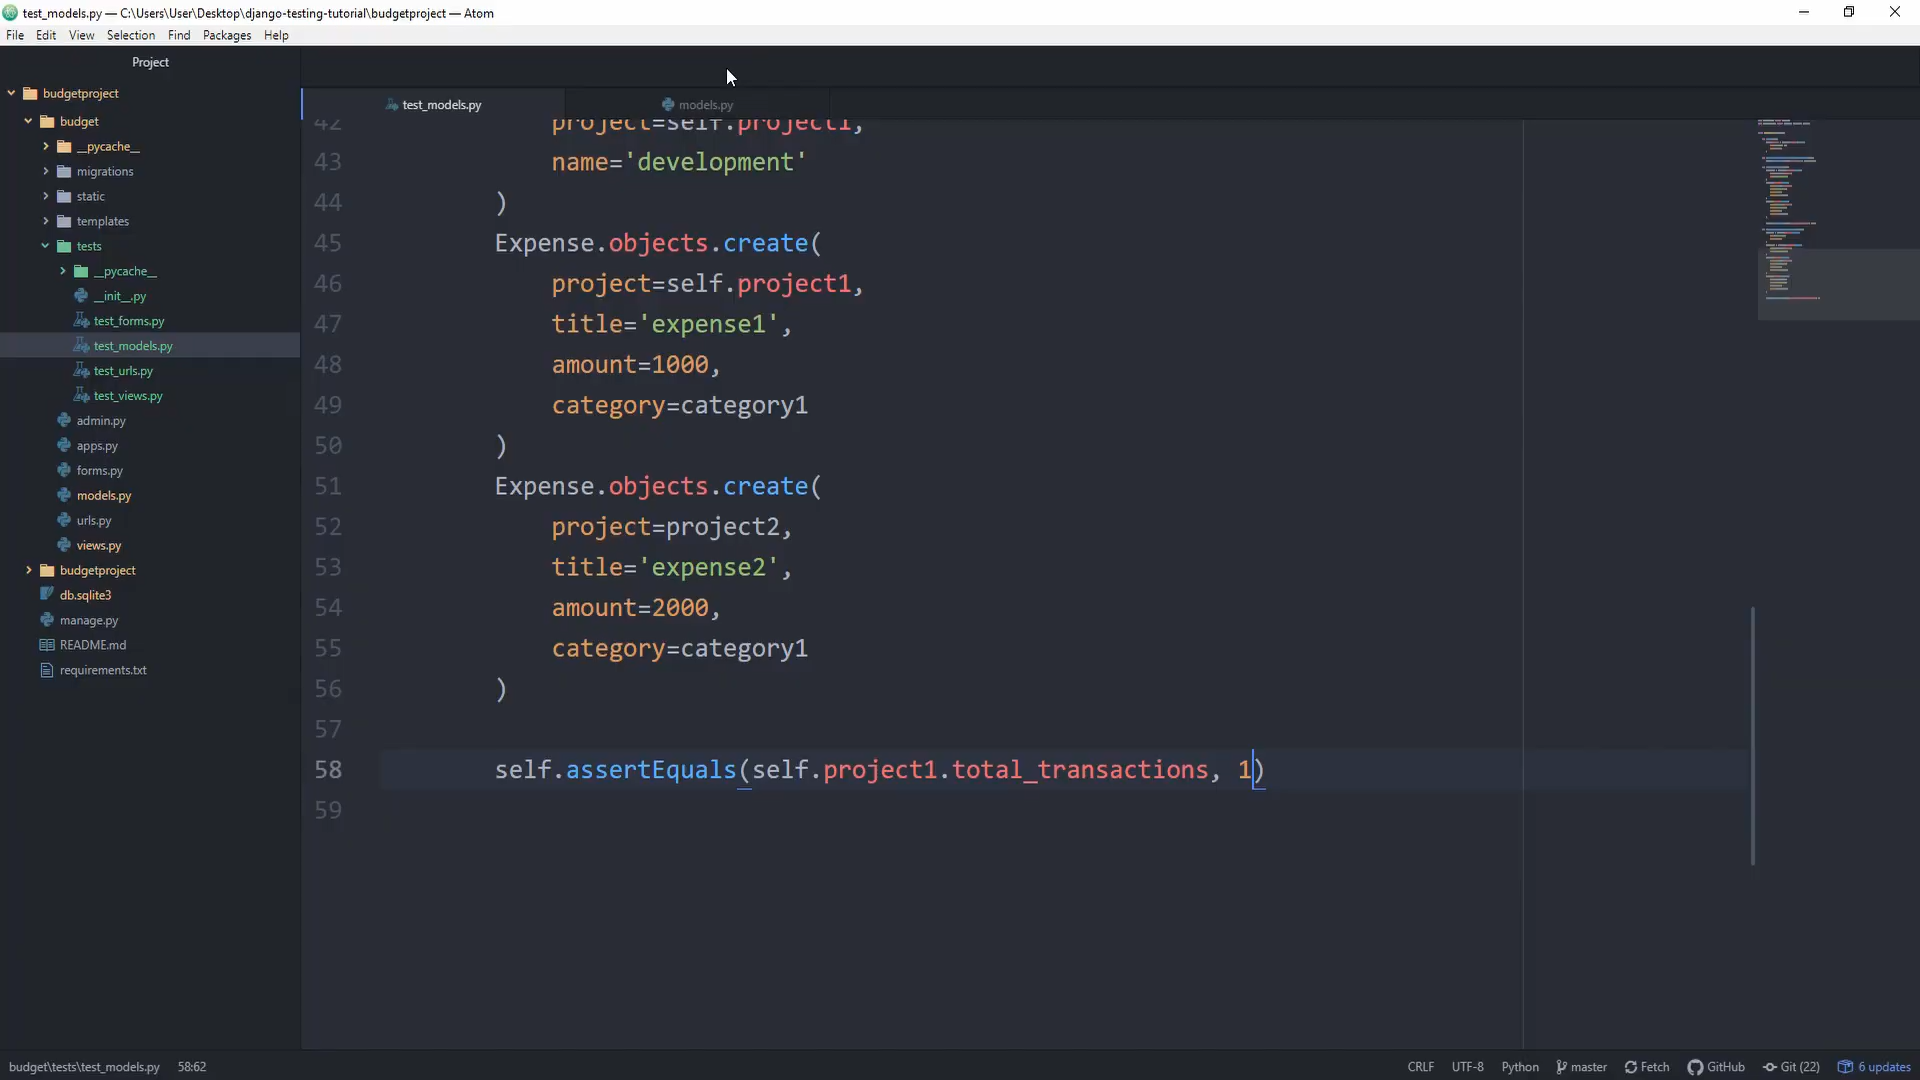 test_models.py — C:\Users\User\Desktop\django-testing-tutorial\budgetproject — Atom
File Edit View Selection Find Packages Help
Project
budgetproject
budget
__pycache__
migrations
static
templates
tests
__pycache__
__init__.py
test_forms.py
test_models.py
test_urls.py
test_views.py
admin.py
apps.py
forms.py
models.py
urls.py
views.py
budgetproject
db.sqlite3
manage.py
README.md
requirements.txt
test_models.py models.py
42 project=self.project1,
43 name='development'
44 )
45 Expense.objects.create(
46 project=self.project1,
47 title='expense1',
48 amount=1000,
49 category=category1
50 )
51 Expense.objects.create(
52 project=project2,
53 title='expense2',
54 amount=2000,
55 category=category1
56 )
57
58 self.assertEquals(self.project1.total_transactions, 1)
59
budget\tests\test_models.py 58:62 CRLF UTF-8 Python master Fetch GitHub Git (22) 6 updates